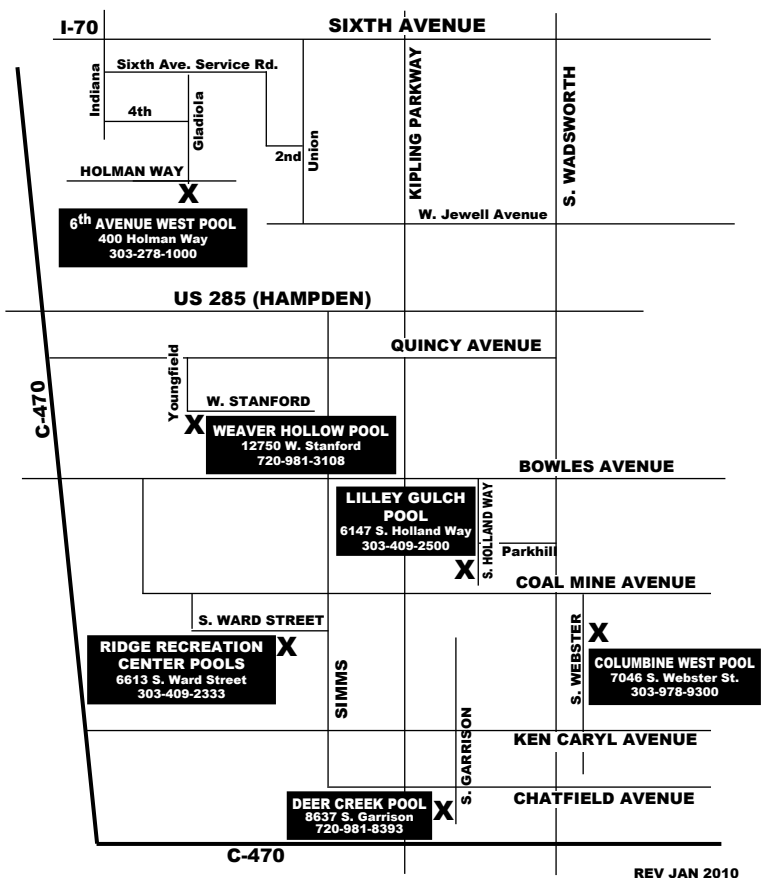 I-70
SIXTH AVENUE
Sixth Ave. Service Rd.
Indiana
4th
Gladiola
2nd
Union
KIPLING PARKWAY
S. WADSWORTH
HOLMAN WAY
X
6th AVENUE WEST POOL
400 Holman Way
303-278-1000
W. Jewell Avenue
US 285 (HAMPDEN)
QUINCY AVENUE
Youngfield
C-470
W. STANFORD
X
WEAVER HOLLOW POOL
12750 W. Stanford
720-981-3108
BOWLES AVENUE
LILLEY GULCH
POOL
6147 S. Holland Way
303-409-2500
X
S. HOLLAND WAY
Parkhill
COAL MINE AVENUE
S. WARD STREET
X
RIDGE RECREATION
CENTER POOLS
6613 S. Ward Street
303-409-2333
SIMMS
S. WEBSTER
X
COLUMBINE WEST POOL
7046 S. Webster St.
303-978-9300
KEN CARYL AVENUE
S. GARRISON
CHATFIELD AVENUE
DEER CREEK POOL
8637 S. Garrison
720-981-8393
X
C-470
REV JAN 2010